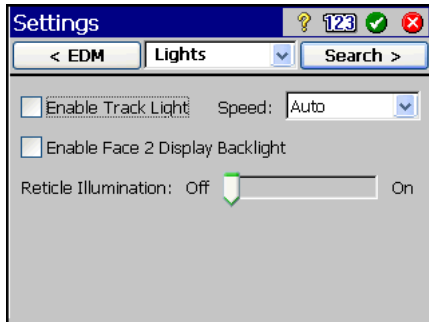 Settings ? 123
< EDM Lights Search >
Enable Track Light Speed: Auto
Enable Face 2 Display Backlight
Reticle Illumination: Off On